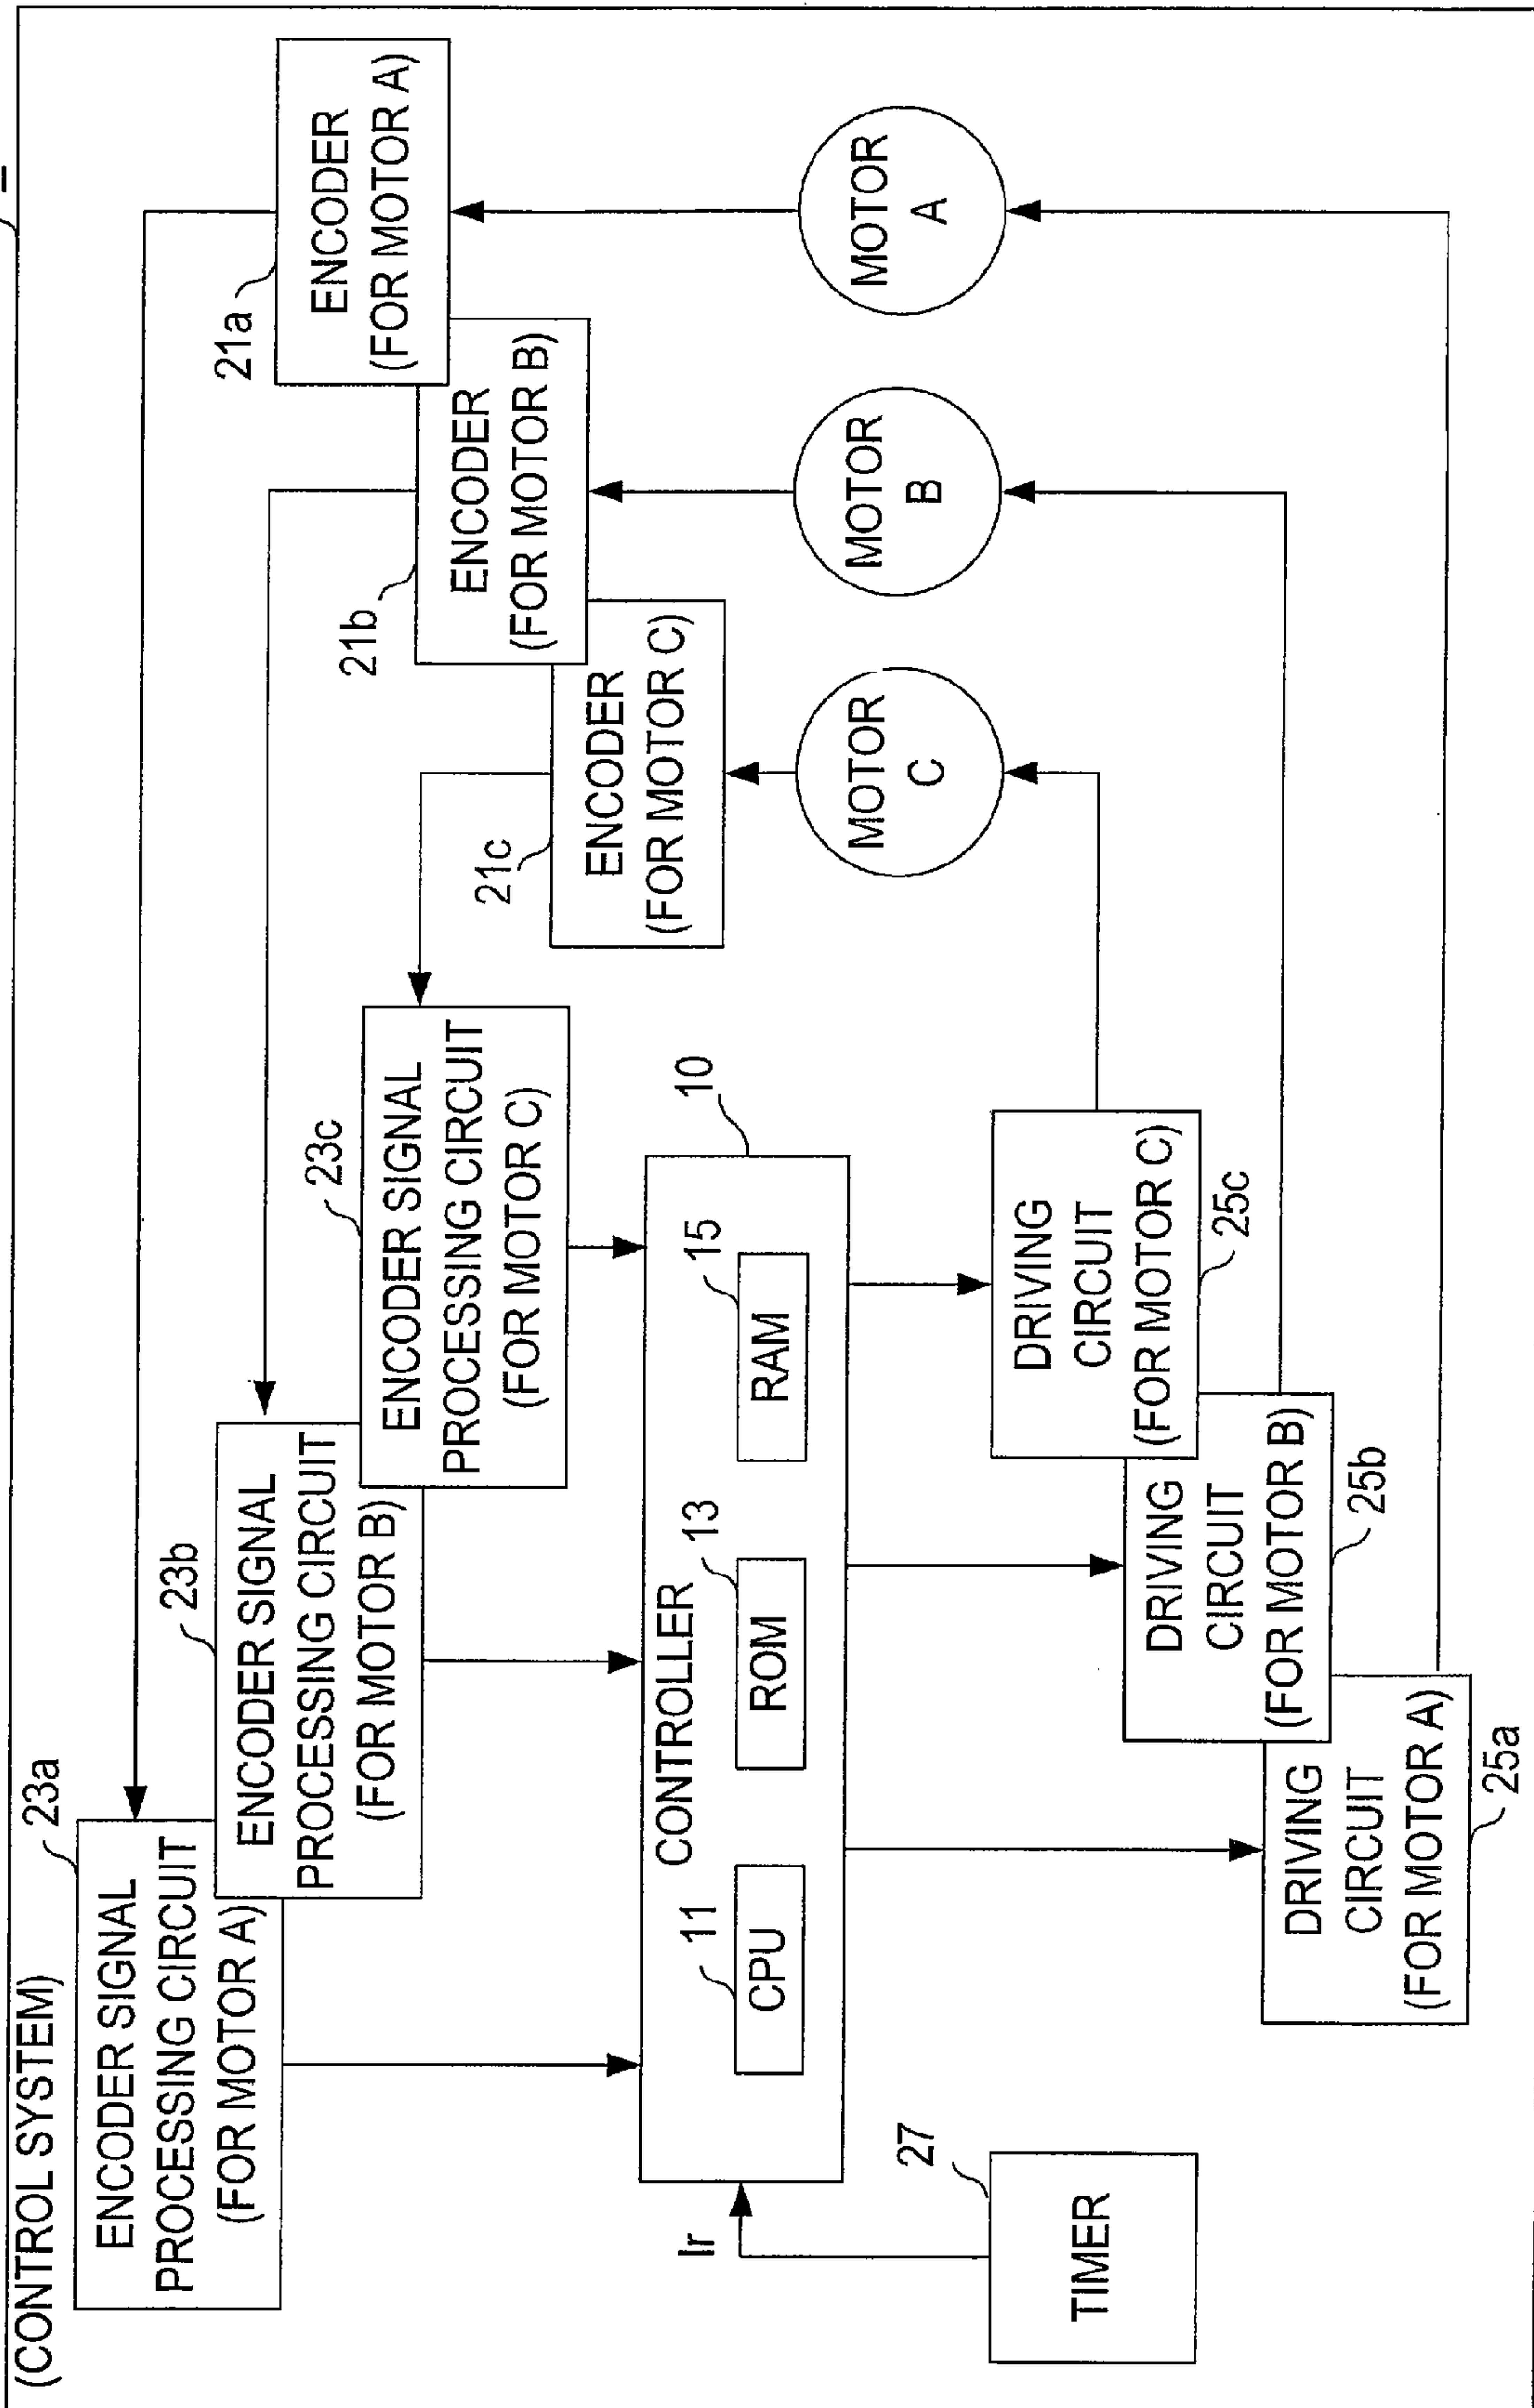 1
(CONTROL SYSTEM)
23a
ENCODER SIGNAL
PROCESSING CIRCUIT
(FOR MOTOR A)
23b
ENCODER SIGNAL
PROCESSING CIRCUIT
(FOR MOTOR B)
23c
ENCODER SIGNAL
PROCESSING CIRCUIT
(FOR MOTOR C)
21a
ENCODER
(FOR MOTOR A)
21b
ENCODER
(FOR MOTOR B)
21c
ENCODER
(FOR MOTOR C)
10
CONTROLLER
11
CPU
13
ROM
15
RAM
Ir
27
TIMER
MOTOR
C
MOTOR
B
MOTOR
A
DRIVING
CIRCUIT
(FOR MOTOR C)
25c
DRIVING
CIRCUIT
(FOR MOTOR B)
25b
DRIVING
CIRCUIT
(FOR MOTOR A)
25a